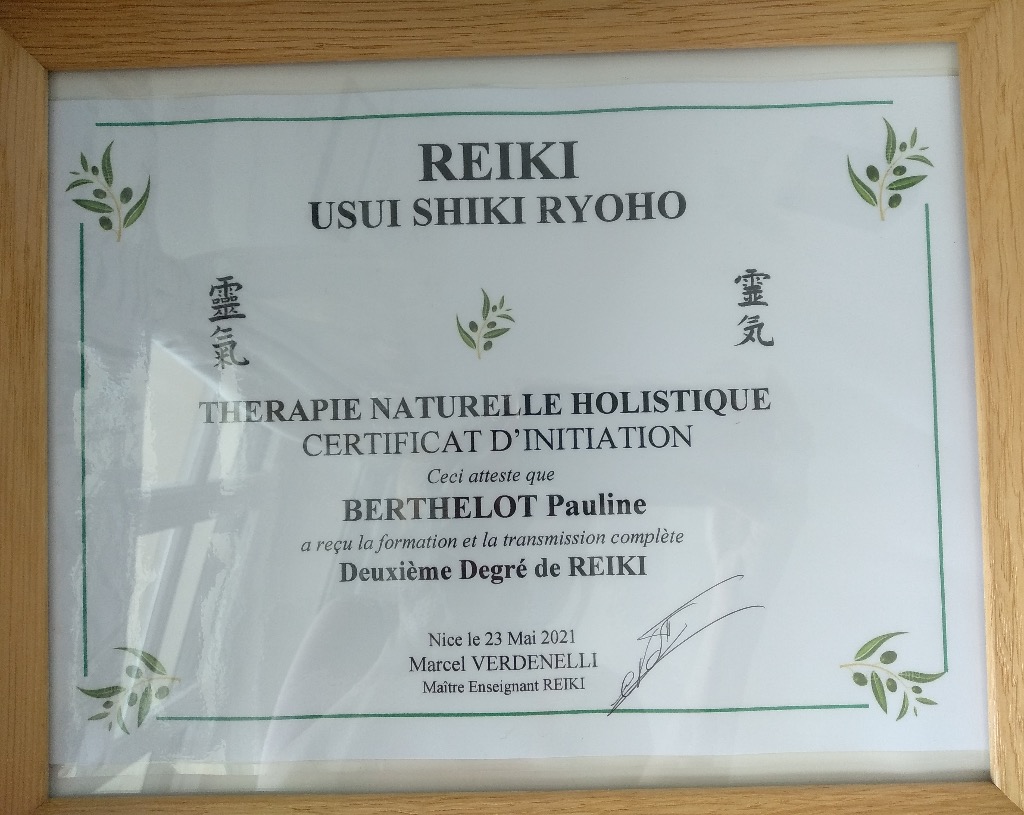 REIKI
USUI SHIKI RYOHO
靈氣
霊気
THERAPIE NATURELLE HOLISTIQUE
CERTIFICAT D'INITIATION
Ceci atteste que
BERTHELOT Pauline
a reçu la formation et la transmission complète
Deuxième Degré de REIKI
Nice le 23 Mai 2021
Marcel VERDENELLI
Maître Enseignant REIKI